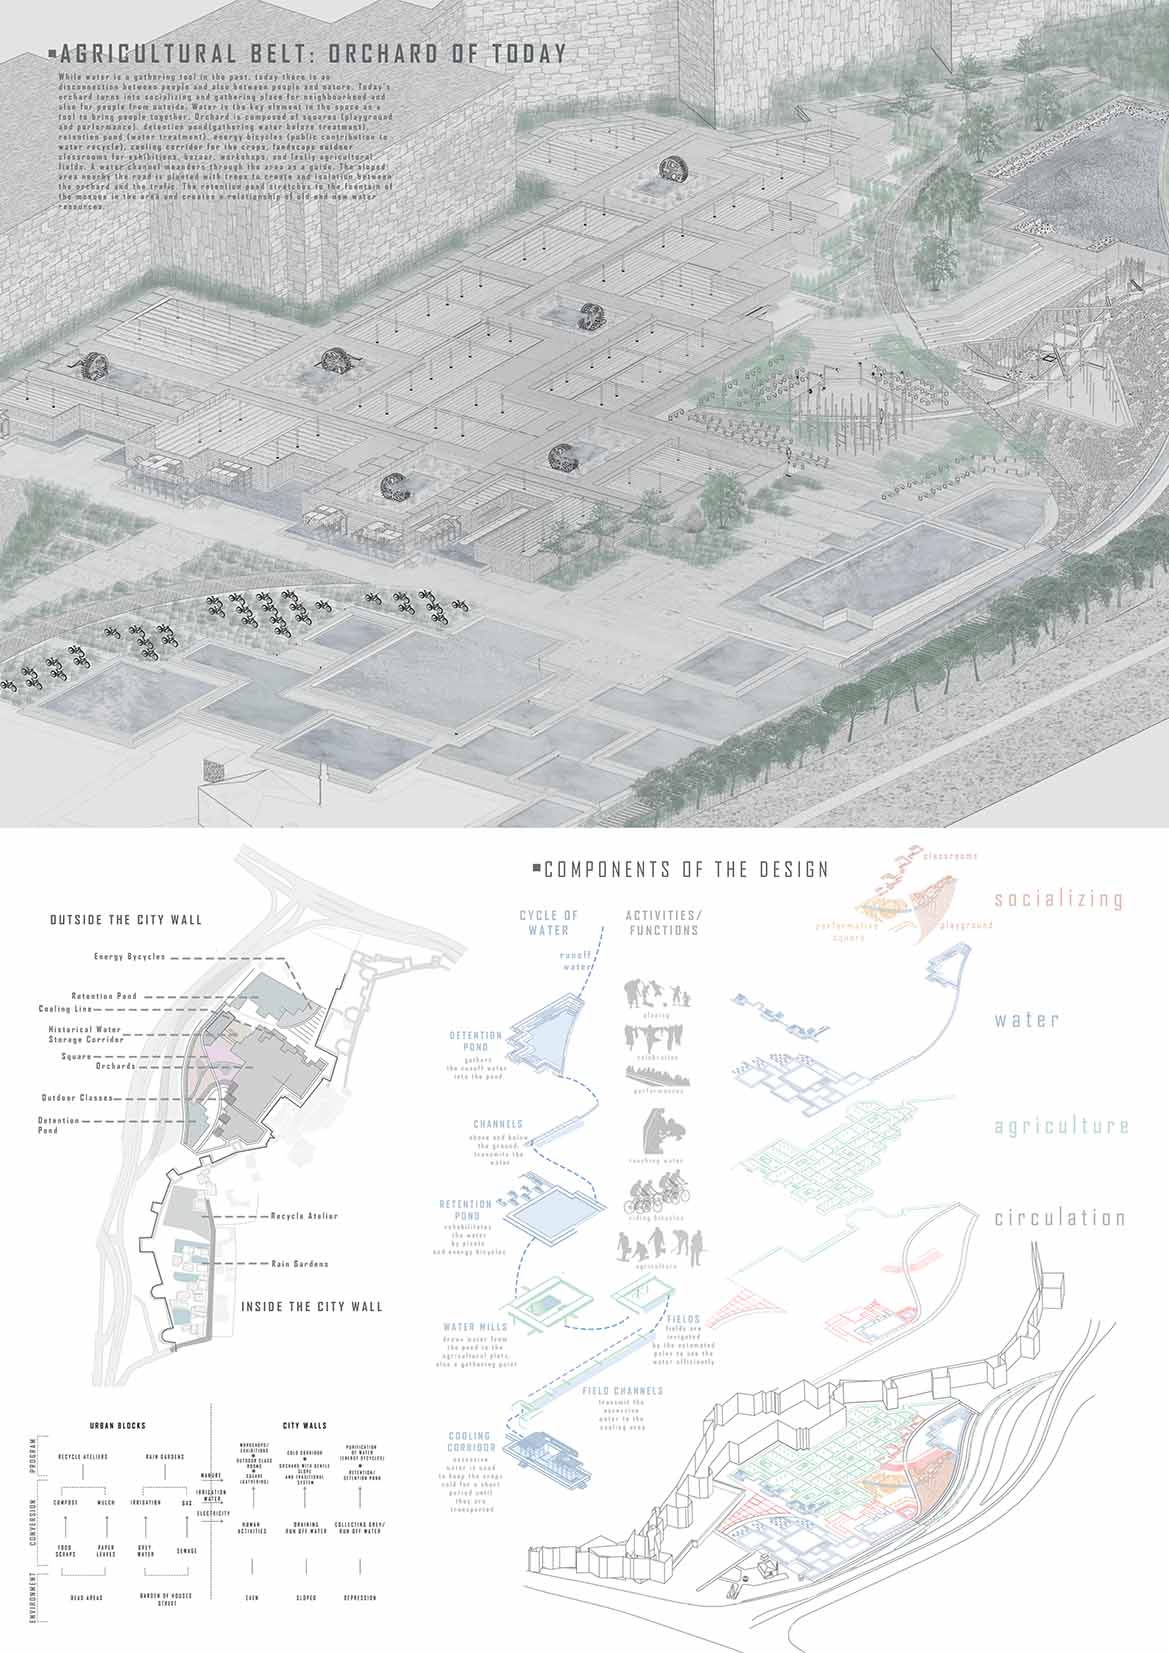 AGRICULTURAL BELT: ORCHARD OF TODAY
While water is a gathering tool in the past, today there is an
disconnection between people and also between people and nature. Today's
orchard turns into socializing and gathering place for neighbourhood and
also for people from outside. Water is the key element in the space as a
tool to bring people together. Orchard is composed of squares (playground
and performance), detention pond(gathering water before treatment),
retention pond (water treatment), energy bicycles (public contribution to
water recycle), cooling corridor for the crops, landscape outdoor
classrooms for exhibitions, bazaar, workshops, and lastly agricultural
fields. A water channel meanders through the area as a guide. The sloped
area nearby the road is planted with trees to create and isolation between
the orchard and the trafic. The retention pond stretches to the fountain of
the mosque in the area and creates a relationship of old and new water
resources.
OUTSIDE THE CITY WALL
Energy Bycycles
Retention Pond
Cooling Line
Historical Water
Storage Corridor
Square
Orchards
Outdoor Classes
Detention
Pond
Recycle Atelier
Rain Gardens
INSIDE THE CITY WALL
PROGRAM
CONVERSION
ENVIRONMENT
URBAN BLOCKS
RECYCLE ATELIERS
RAIN GARDENS
COMPOST
MULCH
IRRIGATION
GAS
FOOD
SCRAPS
PAPER
LEAVES
GREY
WATER
SEWAGE
DEAD AREAS
GARDEN OF HOUSES
STREET
MANURE
IRRIGATION
WATER
ELECTRICITY
CITY WALLS
WORKSHOPS/
EXHIBITIONS
OUTDOOR CLASS
ROOMS
SQUARE
(GATHERING)
COLD CORRIDOR
ORCHARD WITH GENTLE
SLOPE
AND TRADITIONAL
SYSTEM
PURIFICATION
OF WATER
(ENERGY BICYCLES)
RETENTION/
DETENTION POND
HUMAN
ACTIVITIES
DRAINING
RUN OFF WATER
COLLECTING GREY/
RUN OFF WATER
EVEN
SLOPED
DEPRESSION
COMPONENTS OF THE DESIGN
CYCLE OF
WATER
runoff
water
DETENTION
POND
gathers
the runoff water
into the pond
CHANNELS
above and below
the ground,
transmits the
water
RETENTION
POND
rehabilitates
the water
by plants
and energy bicycles
WATER MILLS
draws water from
the pond to the
agricultural plots,
also a gathering point
FIELDS
fields are
irrigated
by the automated
poles to use the
water efficiently
FIELD CHANNELS
transmit the
excessive
water to the
cooling area
COOLING
CORRIDOR
excessive
water is used
to keep the crops
cold for a short
period until
they are
transported
ACTIVITIES/
FUNCTIONS
playing
celebration
performances
touching water
riding bicycles
agriculture
classrooms
performative
square
playground
socializing
water
agriculture
circulation